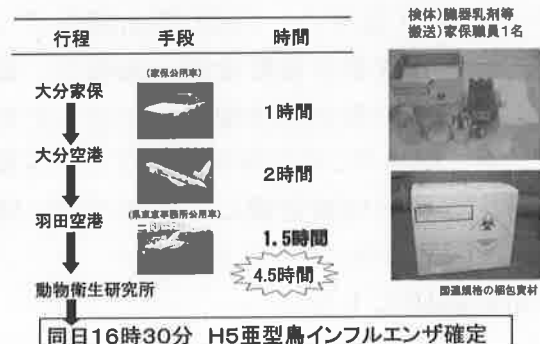 検体)臓器乳剤等
搬送)家保職員1名
行程 手段 時間
(家保公用車)
大分家保
1時間
大分空港
2時間
(県東京事務所公用車)
羽田空港
1.5時間
4.5時間
動物衛生研究所
国連規格の梱包資材
同日16時30分 H5亜型鳥インフルエンザ確定